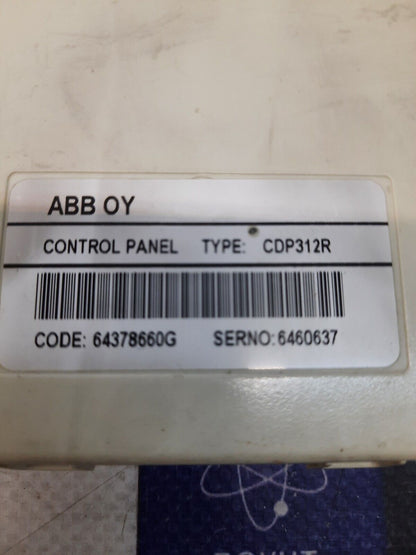 ABB OY
CONTROL PANEL TYPE: CDP312R
CODE: 64378660G SERNO: 6460637